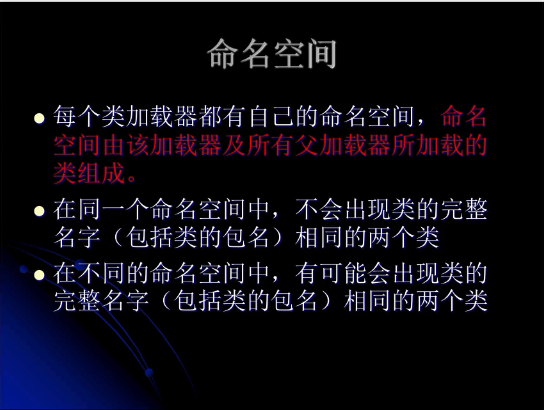 命名空间
每个类加载器都有自己的命名空间，命名
空间由该加载器及所有父加载器所加载的
类组成。
在同一个命名空间中，不会出现类的完整
名字（包括类的包名）相同的两个类
在不同的命名空间中，有可能会出现类的
完整名字（包括类的包名）相同的两个类